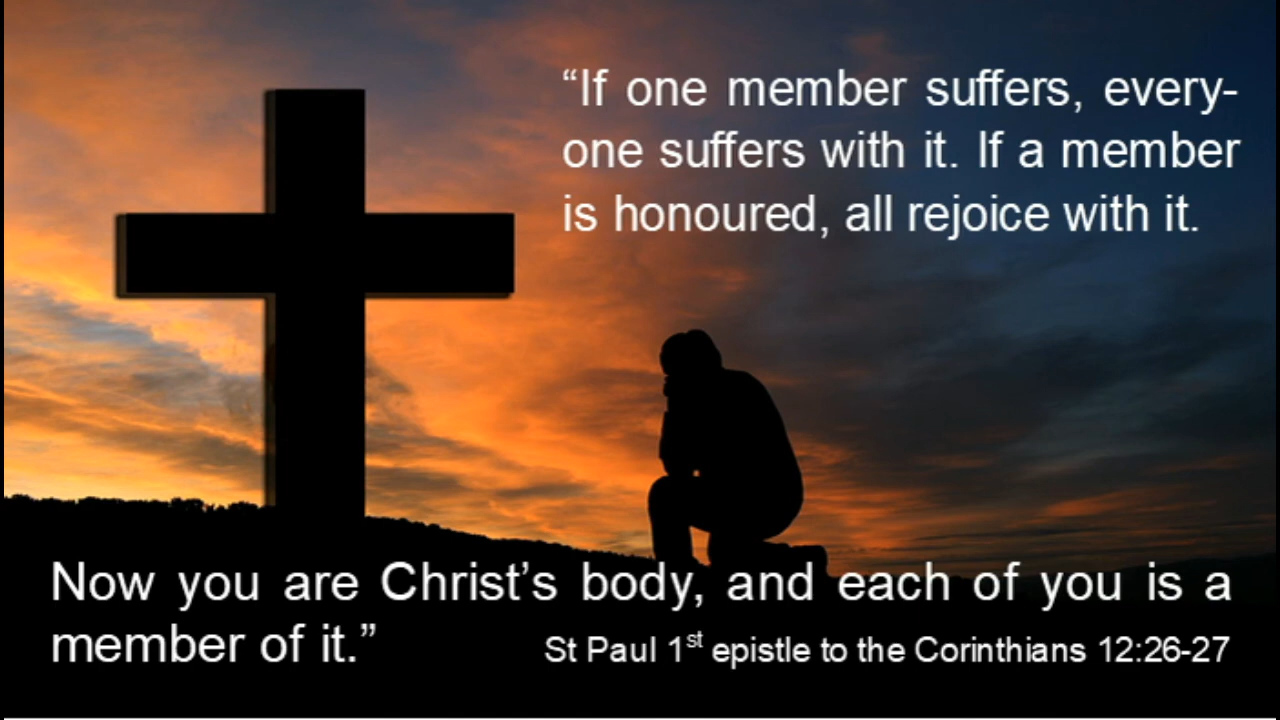 “If one member suffers, every-
one suffers with it. If a member
is honoured, all rejoice with it.
Now you are Christ’s body, and each of you is a
member of it.”
St Paul 1st epistle to the Corinthians 12:26-27